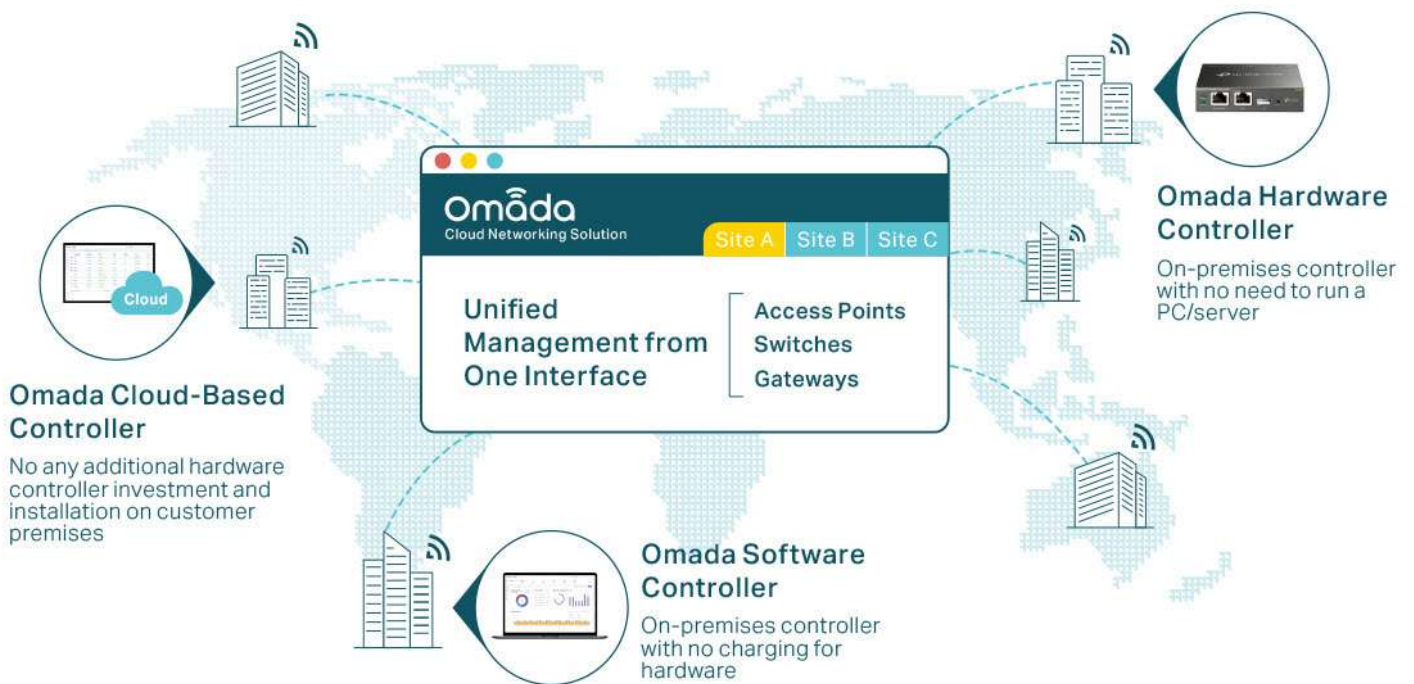 Omada
Cloud Networking Solution
Site A
Site B
Site C
Unified
Management from
One Interface
Access Points
Switches
Gateways
Omada Hardware
Controller
On-premises controller
with no need to run a
PC/server
Cloud
Omada Cloud-Based
Controller
No any additional hardware
controller investment and
installation on customer
premises
Omada Software
Controller
On-premises controller
with no charging for
hardware